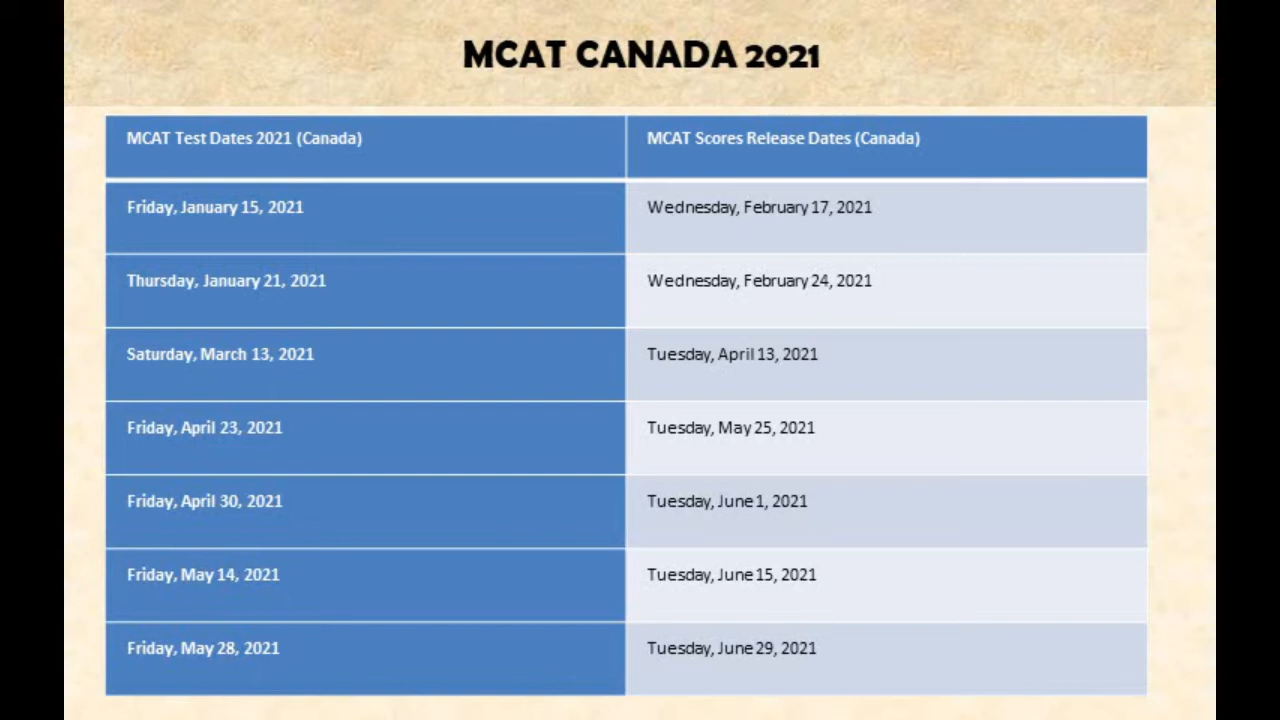 MCAT CANADA 2021
MCAT Test Dates 2021 (Canada)
MCAT Scores Release Dates (Canada)
Friday, January 15, 2021
Wednesday, February 17, 2021
Thursday, January 21, 2021
Wednesday, February 24, 2021
Saturday, March 13, 2021
Tuesday, April 13, 2021
Friday, April 23, 2021
Tuesday, May 25, 2021
Friday, April 30, 2021
Tuesday, June 1, 2021
Friday, May 14, 2021
Tuesday, June 15, 2021
Friday, May 28, 2021
Tuesday, June 29, 2021